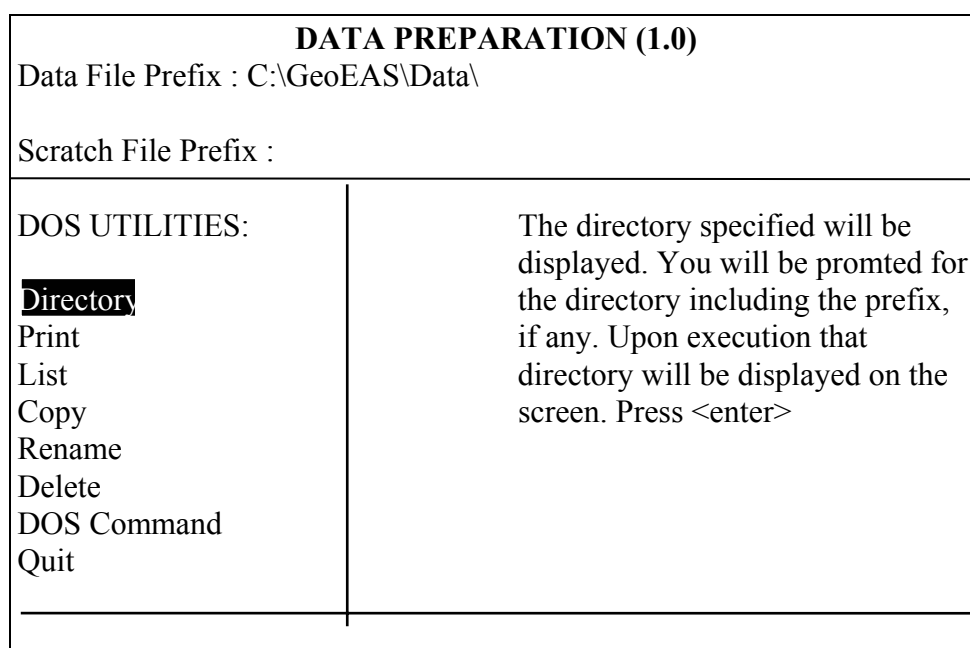 DATA PREPARATION (1.0)
Data File Prefix : C:\GeoEAS\Data\
Scratch File Prefix :
DOS UTILITIES:
Directory
Print
List
Copy
Rename
Delete
DOS Command
Quit
The directory specified will be
displayed. You will be promted for
the directory including the prefix,
if any. Upon execution that
directory will be displayed on the
screen. Press <enter>